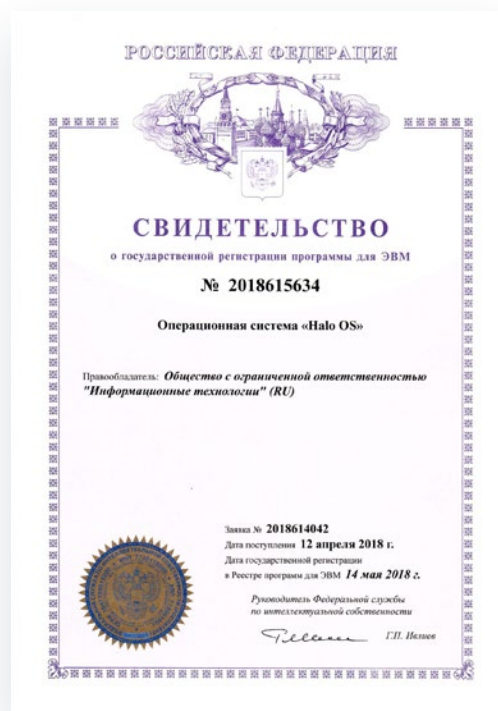 РОССИЙСКАЯ ФЕДЕРАЦИЯ
СВИДЕТЕЛЬСТВО
о государственной регистрации программы для ЭВМ
№ 2018615634
Операционная система «Halo OS»
Правообладатель: Общество с ограниченной ответственностью
"Информационные технологии" (RU)
Заявка № 2018614042
Дата поступления 12 апреля 2018 г.
Дата государственной регистрации
в Реестре программ для ЭВМ 14 мая 2018 г.
Руководитель Федеральной службы
по интеллектуальной собственности
Г.П. Ивлиев